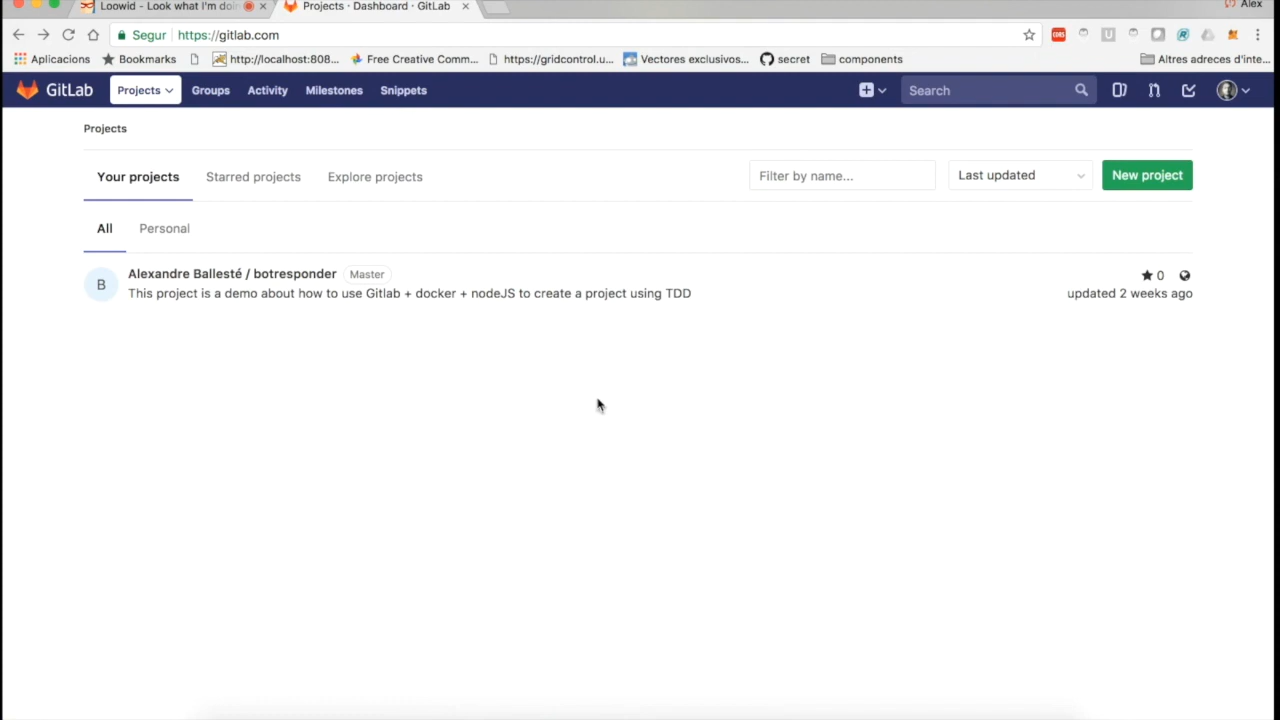 Loowid - Look what I'm doi
Projects · Dashboard · GitLab
Alex
Segur
https://gitlab.com
Aplicacions
Bookmarks
http://localhost:808...
Free Creative Comm...
https://gridcontrol.u...
Vectores exclusivos...
secret
components
Altres adreces d'inte...
GitLab
Projects
Groups
Activity
Milestones
Snippets
Search
Projects
Your projects
Starred projects
Explore projects
Filter by name...
Last updated
New project
All
Personal
B
Alexandre Ballesté / botresponder
Master
0
This project is a demo about how to use Gitlab + docker + nodeJS to create a project using TDD
updated 2 weeks ago